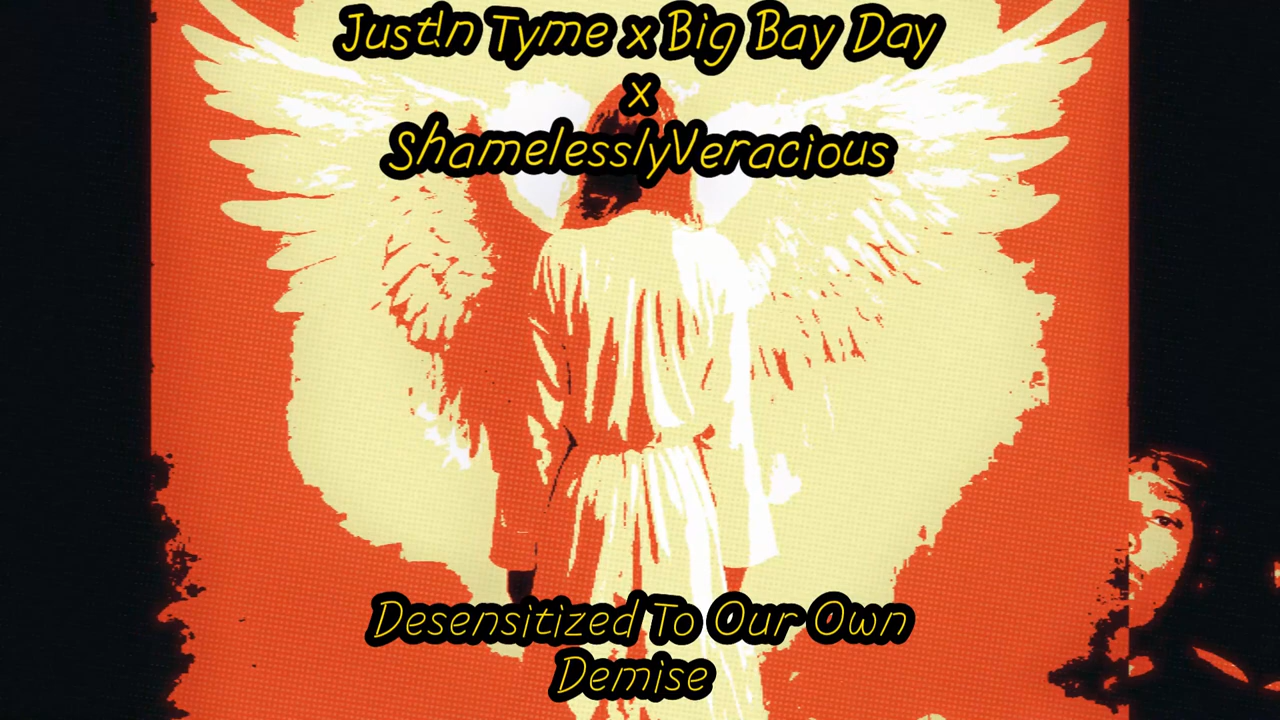 Just!n Tyme x Big Bay Day
x
ShamelesslyVeracious
Desensitized To Our Own
Demise